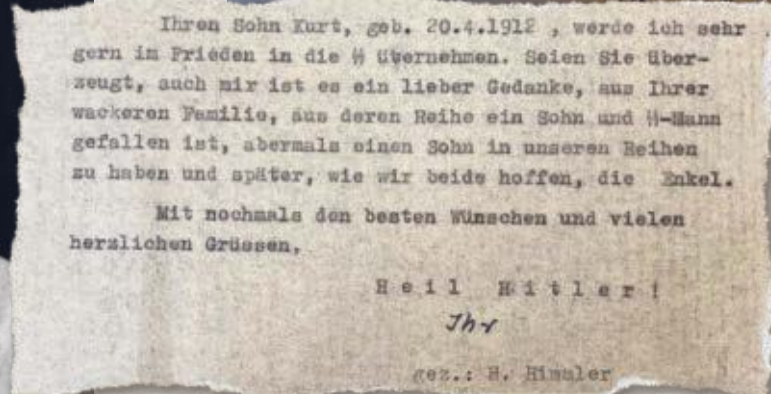 Ihren Sohn Kurt, geb. 20.4.1912 , werde ich sehr
gern im Frieden in die ᛋᛋ übernehmen. Seien Sie über-
zeugt, auch mir ist es ein lieber Gedanke, aus Ihrer
wackeren Familie, aus deren Reihe ein Sohn und ᛋᛋ-Mann
gefallen ist, abermals einen Sohn in unseren Reihen
zu haben und später, wie wir beide hoffen, die Enkel.
Mit nochmals den besten Wünschen und vielen
herzlichen Grüssen,
Heil Hitler!
Ihr
gez.: H. Himmler